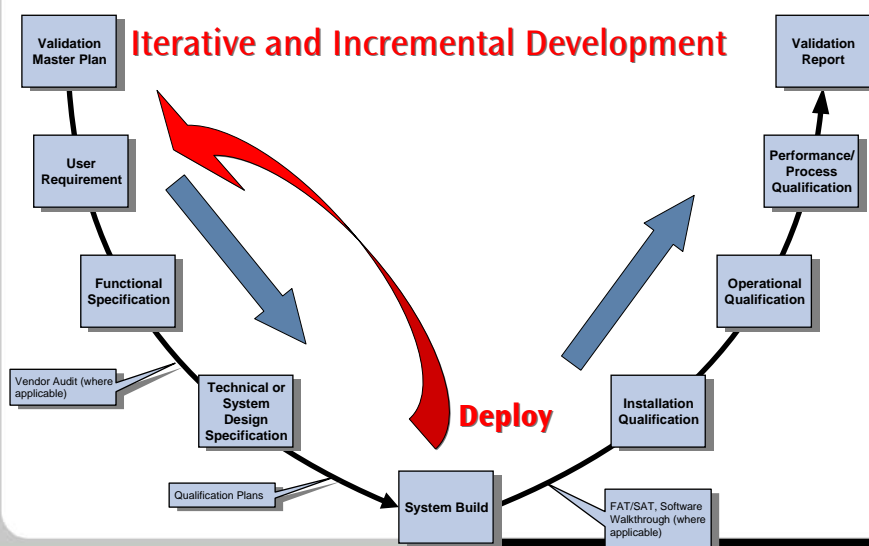 Iterative and Incremental Development
Validation
Master Plan
User
Requirement
Functional
Specification
Vendor Audit (where
applicable)
Technical or
System
Design
Specification
Qualification Plans
System Build
Deploy
FAT/SAT, Software
Walkthrough (where
applicable)
Installation
Qualification
Operational
Qualification
Performance/
Process
Qualification
Validation
Report